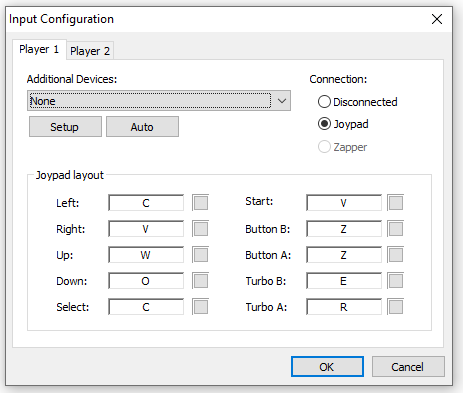 Input Configuration
Player 1 Player 2
Additional Devices: Connection:
None Disconnected
Setup Auto Joypad
Zapper
Joypad layout
Left: C Start: V
Right: V Button B: Z
Up: W Button A: Z
Down: O Turbo B: E
Select: C Turbo A: R
OK Cancel